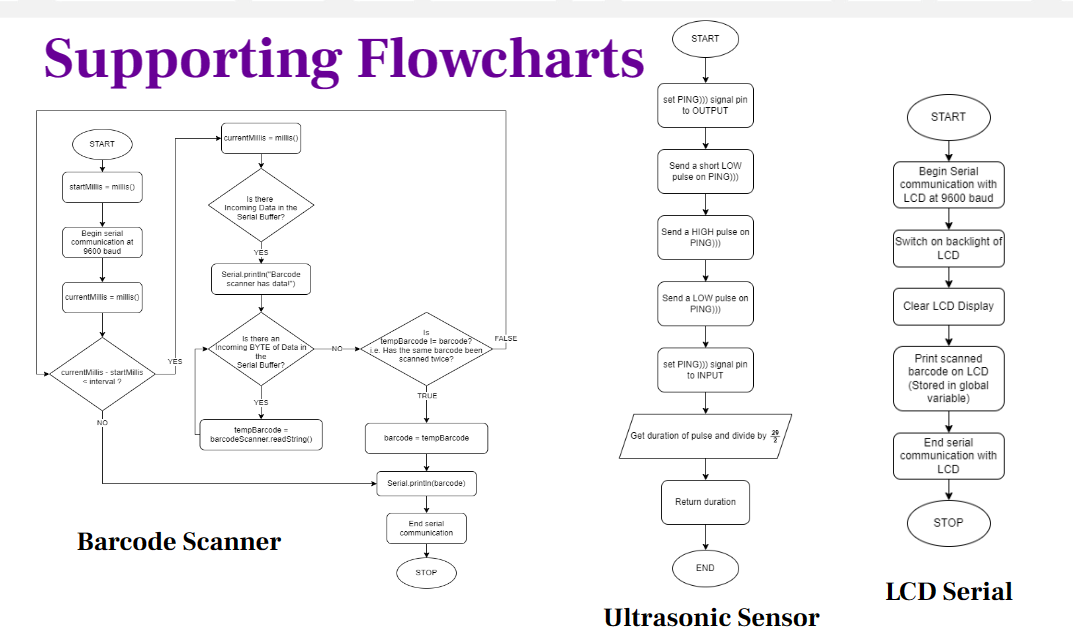 Supporting Flowcharts
START
startMillis = millis()
Begin serial
communication at
9600 baud
currentMillis = millis()
currentMillis - startMillis
< interval ?
YES
NO
currentMillis = millis()
Is there
Incoming Data in the
Serial Buffer?
YES
Serial.println("Barcode
scanner has data!")
Is there an
Incoming BYTE of Data in
the
Serial Buffer?
NO
YES
tempBarcode =
barcodeScanner.readString()
Is
tempBarcode != barcode?
i.e. Has the same barcode been
scanned twice?
FALSE
TRUE
barcode = tempBarcode
Serial.println(barcode)
End serial
communication
STOP
Barcode Scanner
START
set PING))) signal pin
to OUTPUT
Send a short LOW
pulse on PING)))
Send a HIGH pulse on
PING)))
Send a LOW pulse on
PING)))
set PING))) signal pin
to INPUT
Get duration of pulse and divide by 29/2
Return duration
END
Ultrasonic Sensor
START
Begin Serial
communication with
LCD at 9600 baud
Switch on backlight of
LCD
Clear LCD Display
Print scanned
barcode on LCD
(Stored in global
variable)
End serial
communication with
LCD
STOP
LCD Serial